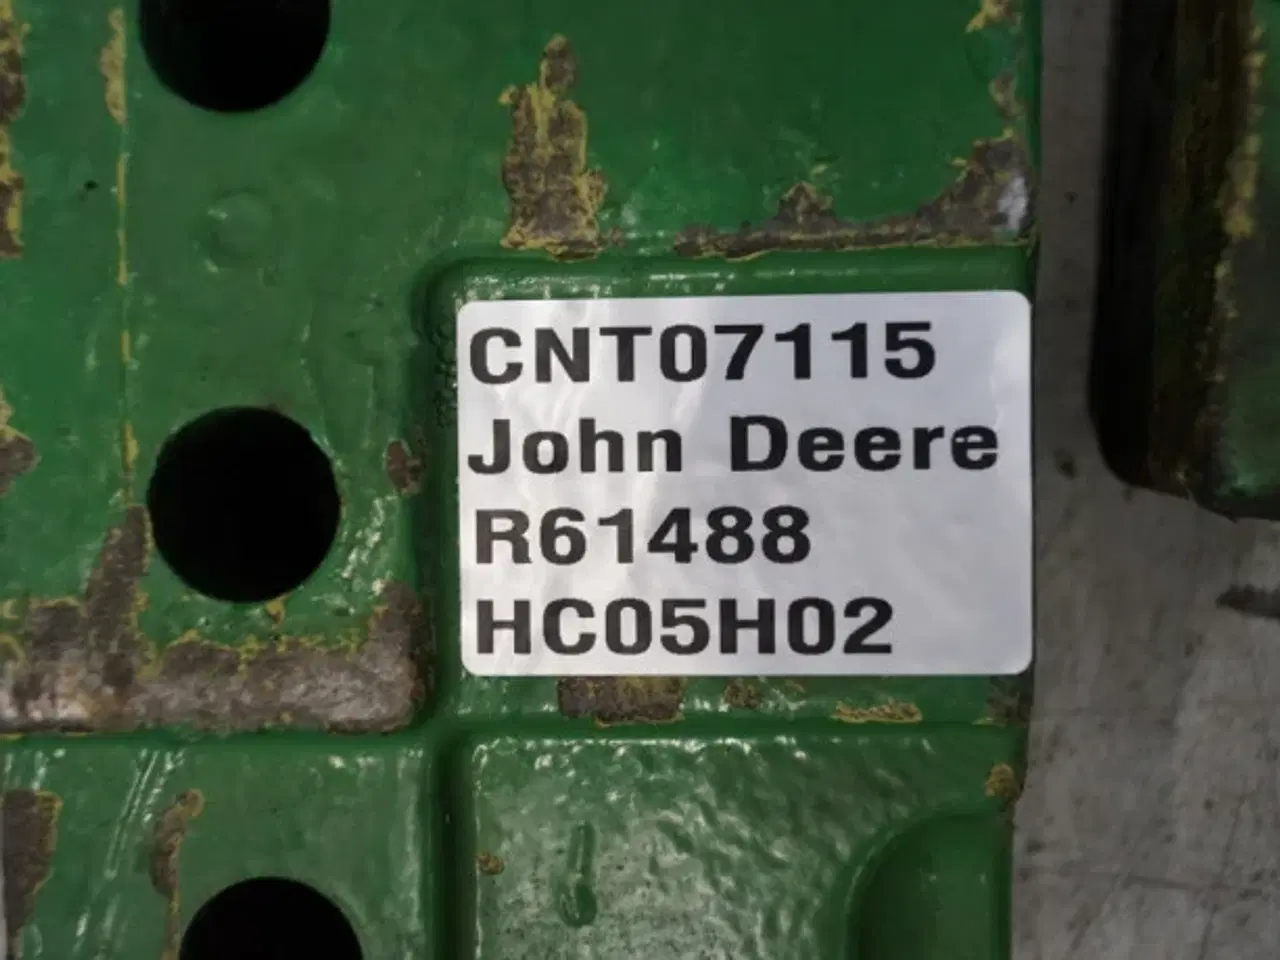 CNT07115
John Deere
R61488
HC05H02